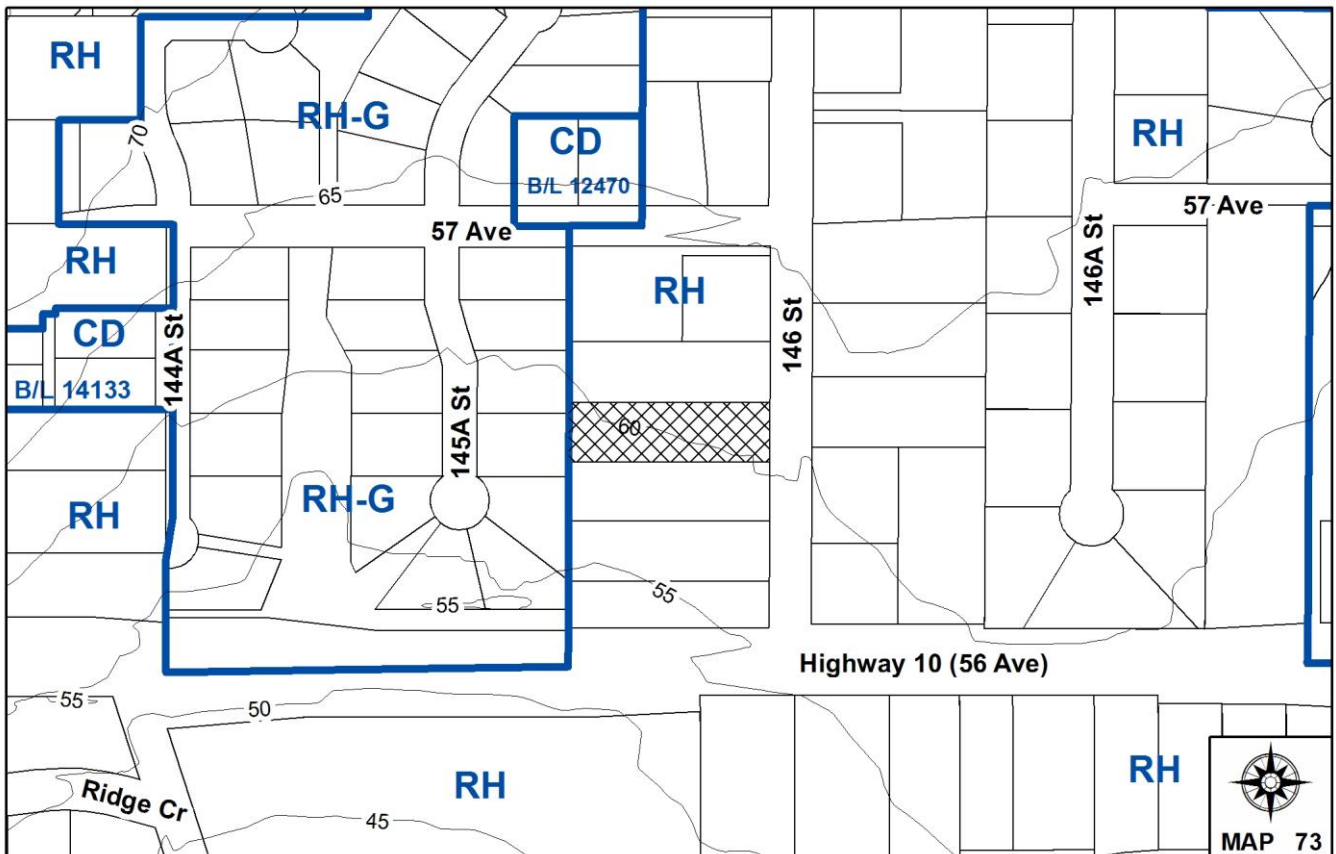 RH
70
RH-G
65
CD
B/L 12470
RH
57 Ave
57 Ave
RH
RH
146A St
146 St
144A St
CD
B/L 14133
145A St
60
RH
RH-G
55
55
Highway 10 (56 Ave)
55
50
RH
RH
Ridge Cr
45
MAP 73